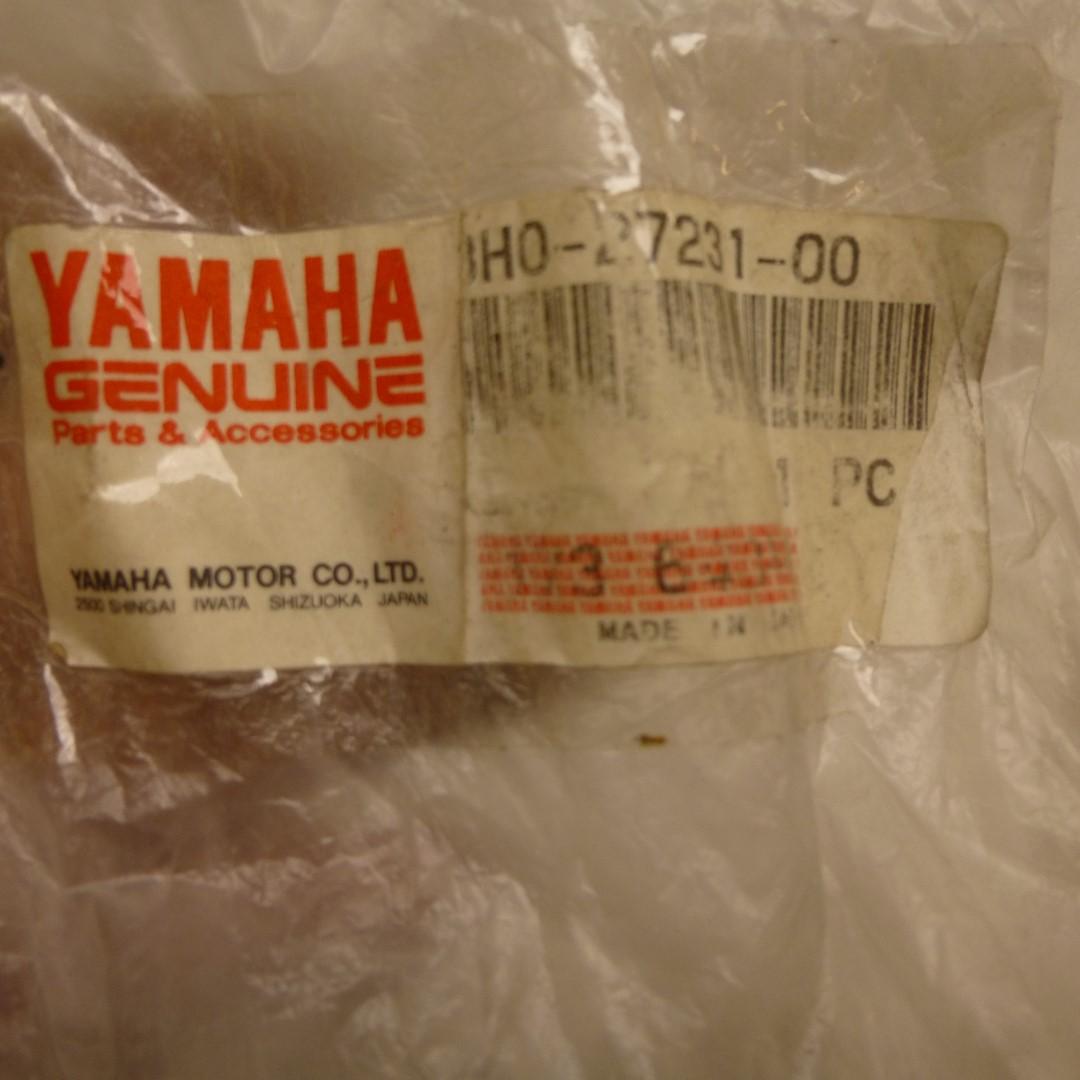 YAMAHA
GENUINE
Parts & Accessories
YAMAHA MOTOR CO., LTD.
2500 SHINGAI IWATA SHIZUOKA JAPAN
3H0-27231-00
1 PC
MADE IN